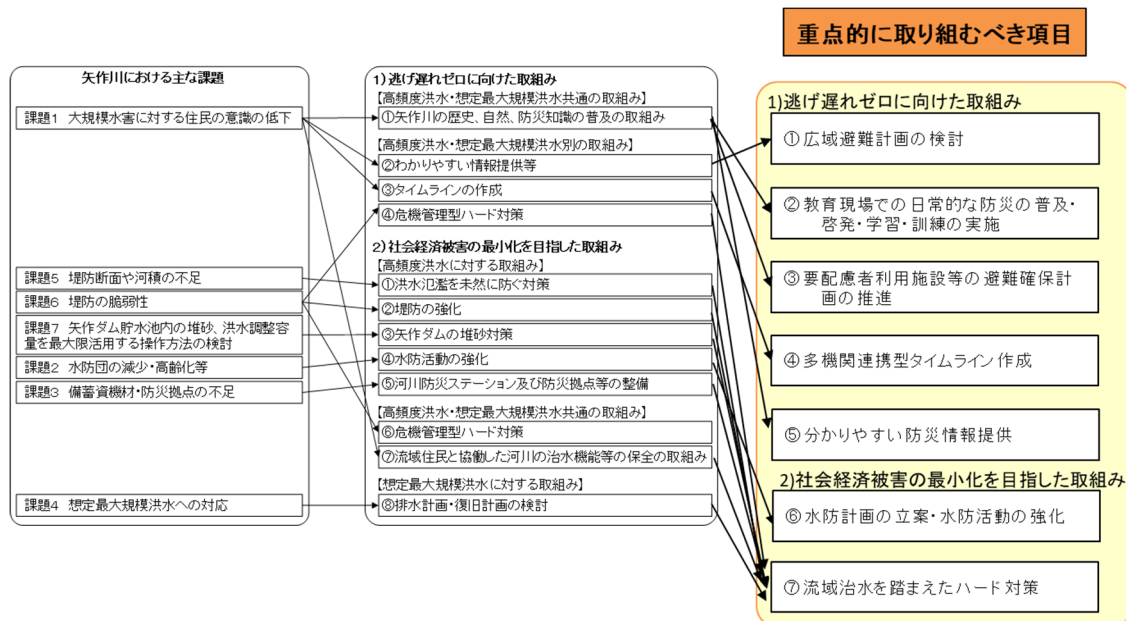 重点的に取り組むべき項目
矢作川における主な課題
課題1 大規模水害に対する住民の意識の低下
課題5 堤防断面や河積の不足
課題6 堤防の脆弱性
課題7 矢作ダム貯水池内の堆砂、洪水調整容
量を最大限活用する操作方法の検討
課題2 水防団の減少・高齢化等
課題3 備蓄資機材・防災拠点の不足
課題4 想定最大規模洪水への対応
1)逃げ遅れゼロに向けた取組み
【高頻度洪水・想定最大規模洪水共通の取組み】
①矢作川の歴史、自然、防災知識の普及の取組み
【高頻度洪水・想定最大規模洪水別の取組み】
②わかりやすい情報提供等
③タイムラインの作成
④危機管理型ハード対策
2)社会経済被害の最小化を目指した取組み
【高頻度洪水に対する取組み】
①洪水氾濫を未然に防ぐ対策
②堤防の強化
③矢作ダムの堆砂対策
④水防活動の強化
⑤河川防災ステーション及び防災拠点等の整備
【高頻度洪水・想定最大規模洪水共通の取組み】
⑥危機管理型ハード対策
⑦流域住民と協働した河川の治水機能等の保全の取組み
【想定最大規模洪水に対する取組み】
⑧排水計画・復旧計画の検討
1)逃げ遅れゼロに向けた取組み
①広域避難計画の検討
②教育現場での日常的な防災の普及・
啓発・学習・訓練の実施
③要配慮者利用施設等の避難確保計
画の推進
④多機関連携型タイムライン作成
⑤分かりやすい防災情報提供
2)社会経済被害の最小化を目指した取組み
⑥水防計画の立案・水防活動の強化
⑦流域治水を踏まえたハード対策